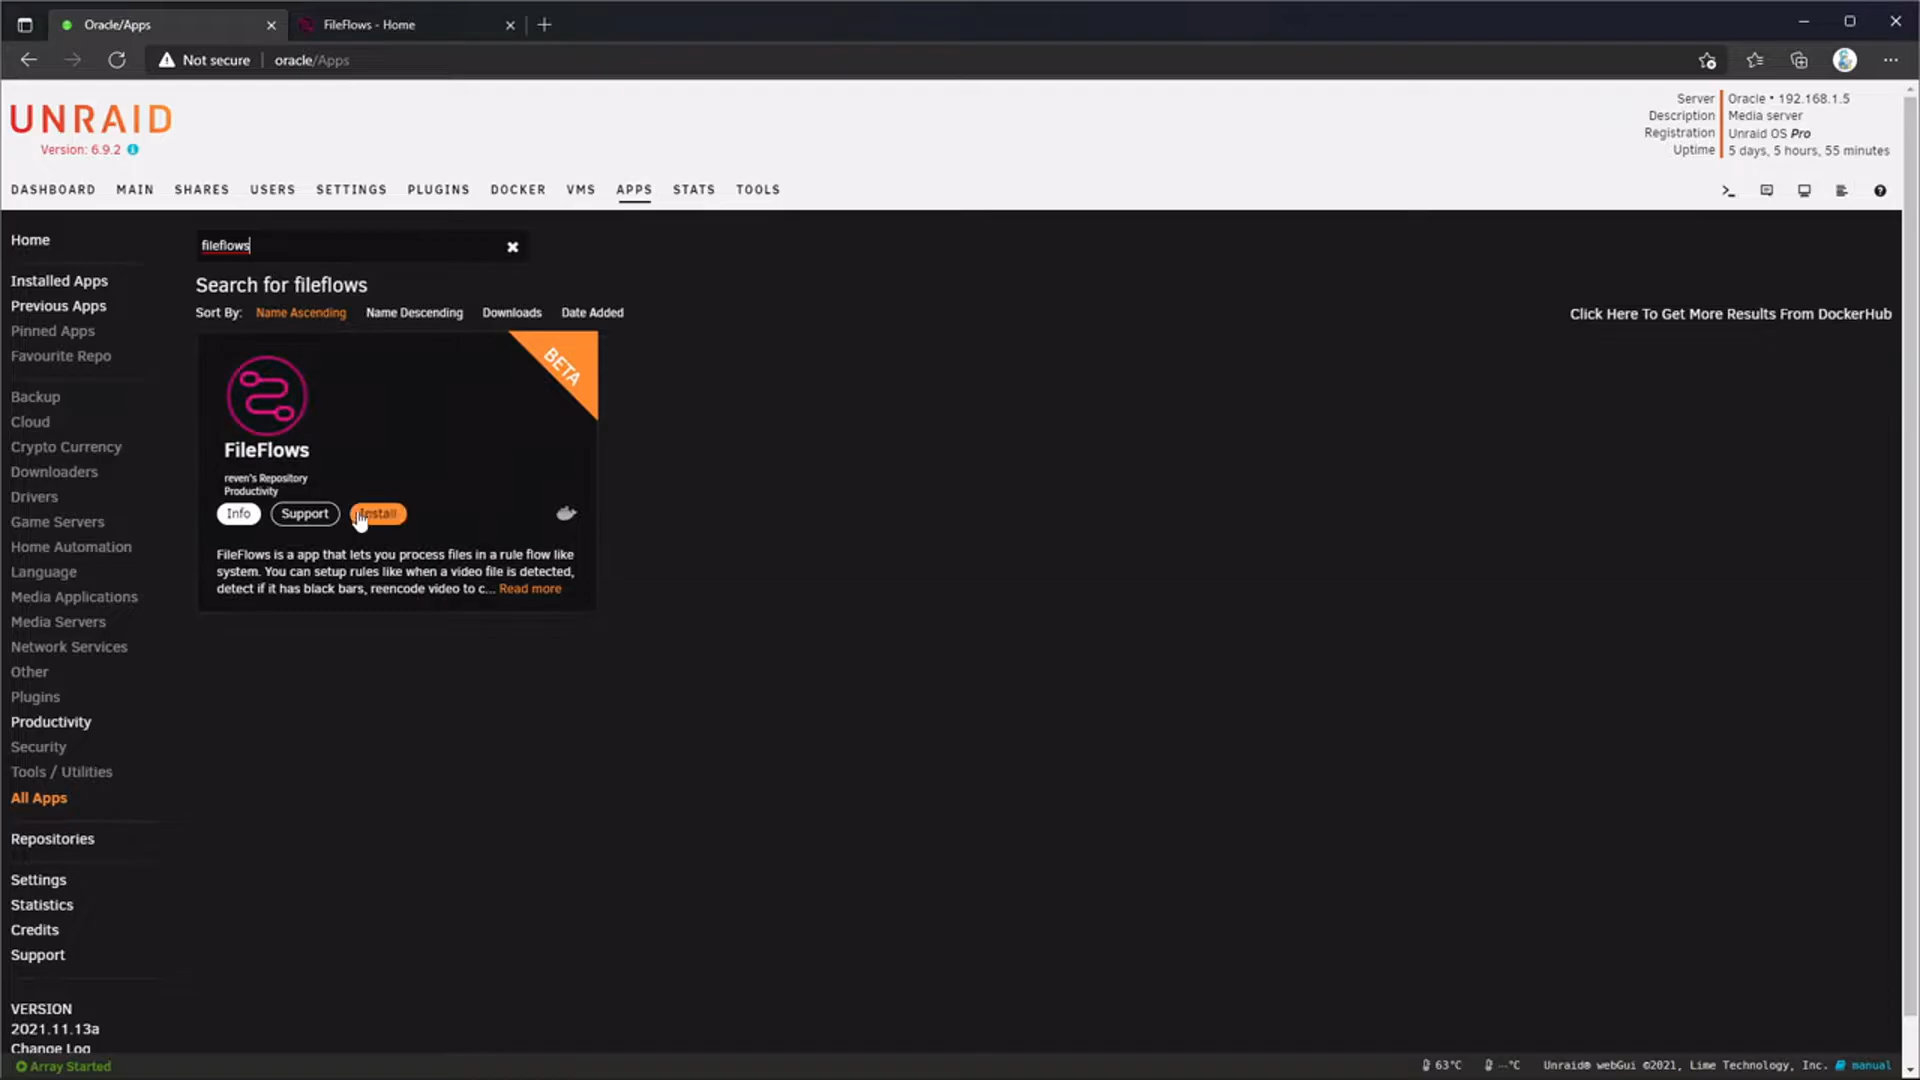 Oracle/Apps
FileFlows - Home
Not secure
oracle/Apps
UNRAID
Version: 6.9.2
Server Oracle • 192.168.1.5
Description Media server
Registration Unraid OS Pro
Uptime 5 days, 5 hours, 55 minutes
DASHBOARD MAIN SHARES USERS SETTINGS PLUGINS DOCKER VMS APPS STATS TOOLS
Home
Installed Apps
Previous Apps
Pinned Apps
Favourite Repo
Backup
Cloud
Crypto Currency
Downloaders
Drivers
Game Servers
Home Automation
Language
Media Applications
Media Servers
Network Services
Other
Plugins
Productivity
Security
Tools / Utilities
All Apps
Repositories
Settings
Statistics
Credits
Support
VERSION
2021.11.13a
Change Log
fileflows
Search for fileflows
Sort By: Name Ascending Name Descending Downloads Date Added
Click Here To Get More Results From DockerHub
BETA
FileFlows
reven's Repository
Productivity
Info Support Install
FileFlows is a app that lets you process files in a rule flow like
system. You can setup rules like when a video file is detected,
detect if it has black bars, reencode video to c... Read more
Array Started
63°C --°C Unraid® webGui ©2021, Lime Technology, Inc. manual